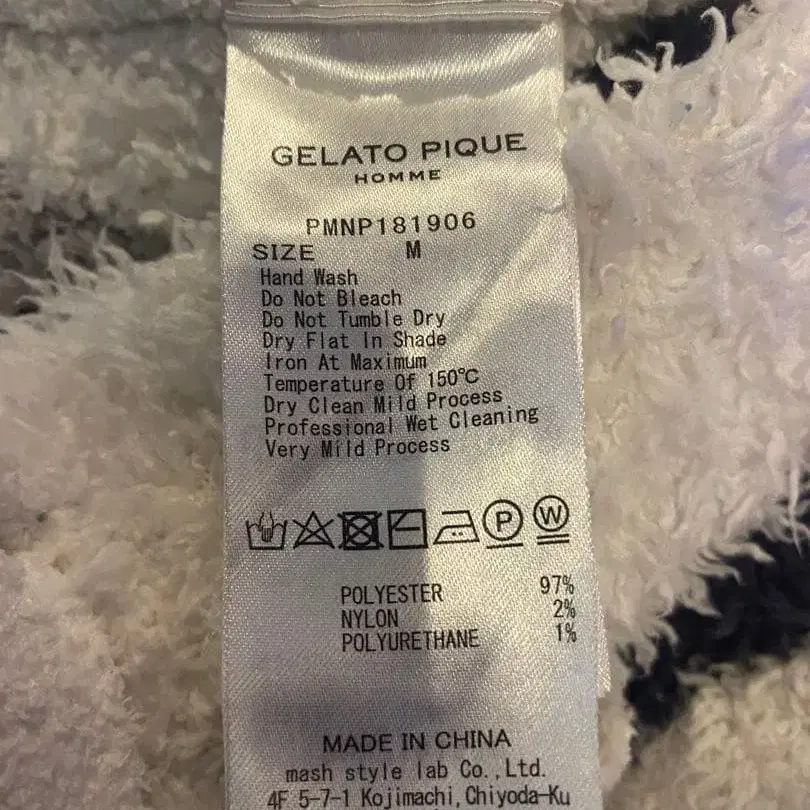 GELATO PIQUE
HOMME
PMNP181906
SIZE M
Hand Wash
Do Not Bleach
Do Not Tumble Dry
Dry Flat In Shade
Iron At Maximum
Temperature Of 150℃
Dry Clean Mild Process
Professional Wet Cleaning
Very Mild Process
P W
POLYESTER 97%
NYLON 2%
POLYURETHANE 1%
MADE IN CHINA
mash style lab Co.,Ltd.
4F 5-7-1 Kojimachi,Chiyoda-Ku